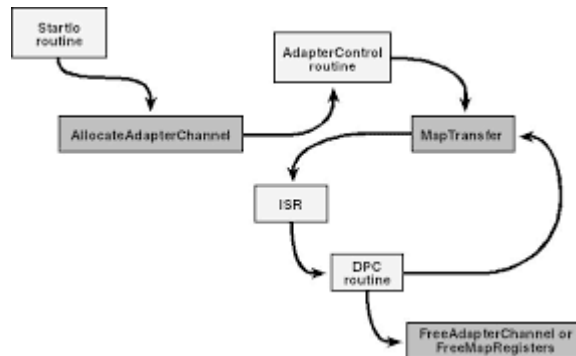 StartIo
routine
AdapterControl
routine
AllocateAdapterChannel
MapTransfer
ISR
DPC
routine
FreeAdapterChannel or
FreeMapRegisters